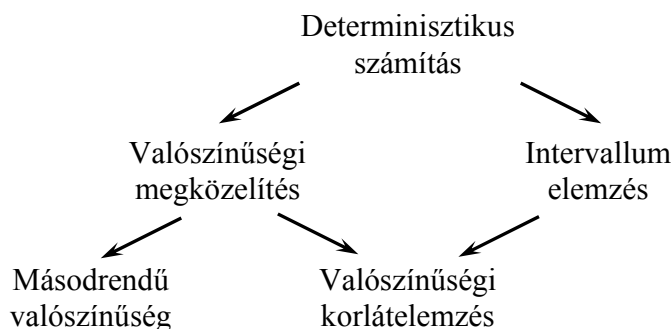 Determinisztikus
számítás
Valószínűségi
megközelítés
Intervallum
elemzés
Másodrendű
valószínűség
Valószínűségi
korlátelemzés